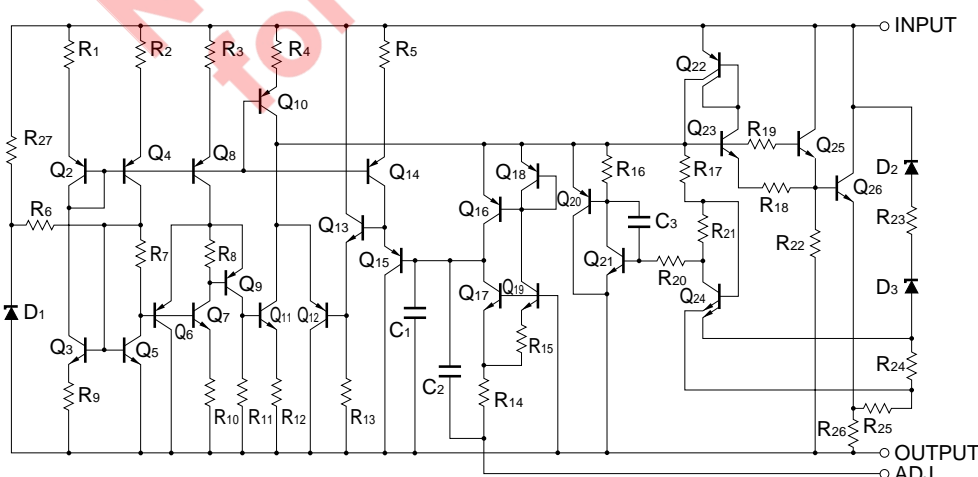 INPUT
R1
R2
R3
R4
R5
Q22
Q10
R27
Q23
R19
Q2
Q4
Q8
Q14
Q18
R16
R17
Q25
D2
Q26
Q20
R18
R6
Q13
Q16
C3
R21
R23
R7
R8
Q15
Q21
R22
R20
Q9
Q17
Q19
Q24
D3
D1
Q6
Q7
Q11
Q12
C1
Q3
Q5
R15
C2
R24
R9
R10
R11
R12
R13
R14
R26
R25
OUTPUT
ADJ